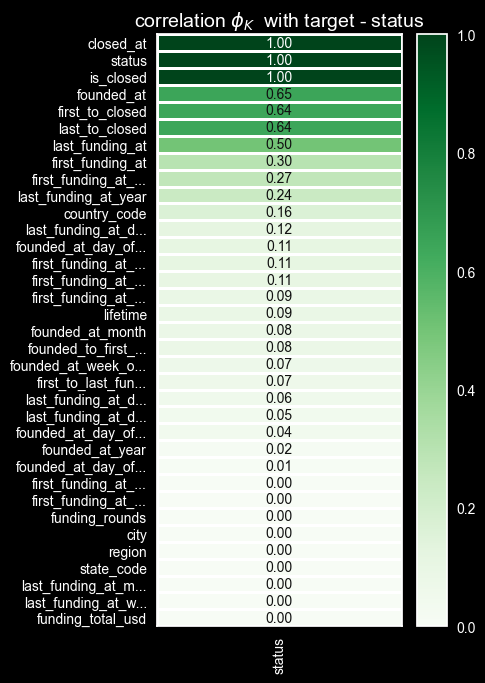 correlation ϕK with target - status
closed_at 1.00
status 1.00
is_closed 1.00
founded_at 0.65
first_to_closed 0.64
last_to_closed 0.64
last_funding_at 0.50
first_funding_at 0.30
first_funding_at_... 0.27
last_funding_at_year 0.24
country_code 0.16
last_funding_at_d... 0.12
founded_at_day_of... 0.11
first_funding_at_... 0.11
first_funding_at_... 0.11
first_funding_at_... 0.09
lifetime 0.09
founded_at_month 0.08
founded_to_first_... 0.08
founded_at_week_o... 0.07
first_to_last_fun... 0.07
last_funding_at_d... 0.06
last_funding_at_d... 0.05
founded_at_day_of... 0.04
founded_at_year 0.02
founded_at_day_of... 0.01
first_funding_at_... 0.00
first_funding_at_... 0.00
funding_rounds 0.00
city 0.00
region 0.00
state_code 0.00
last_funding_at_m... 0.00
last_funding_at_w... 0.00
funding_total_usd 0.00
status
1.0
0.8
0.6
0.4
0.2
0.0